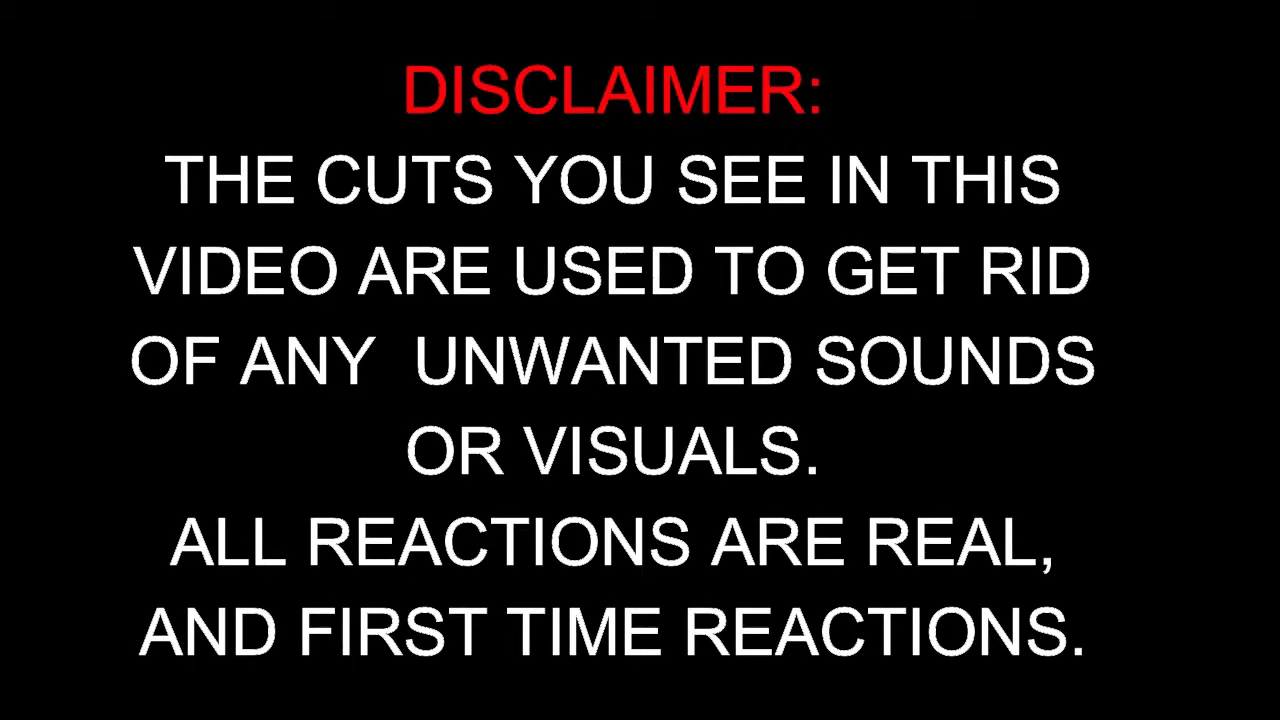 DISCLAIMER:
THE CUTS YOU SEE IN THIS
VIDEO ARE USED TO GET RID
OF ANY  UNWANTED SOUNDS
OR VISUALS.
ALL REACTIONS ARE REAL,
AND FIRST TIME REACTIONS.